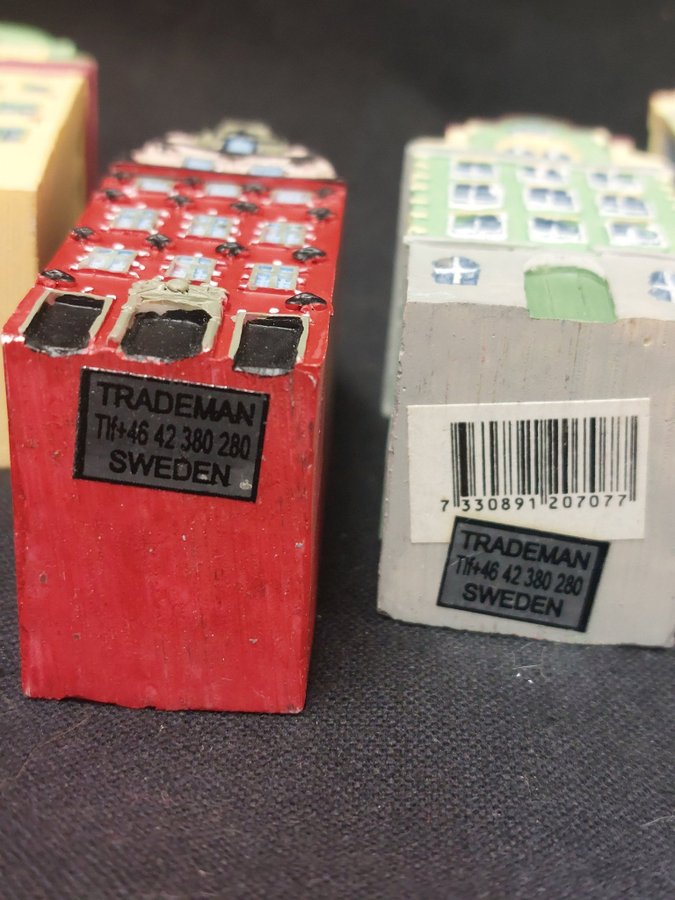 TRADEMAN
Tlf+46 42 380 280
SWEDEN
7 330891 207077
TRADEMAN
Tlf+46 42 380 280
SWEDEN